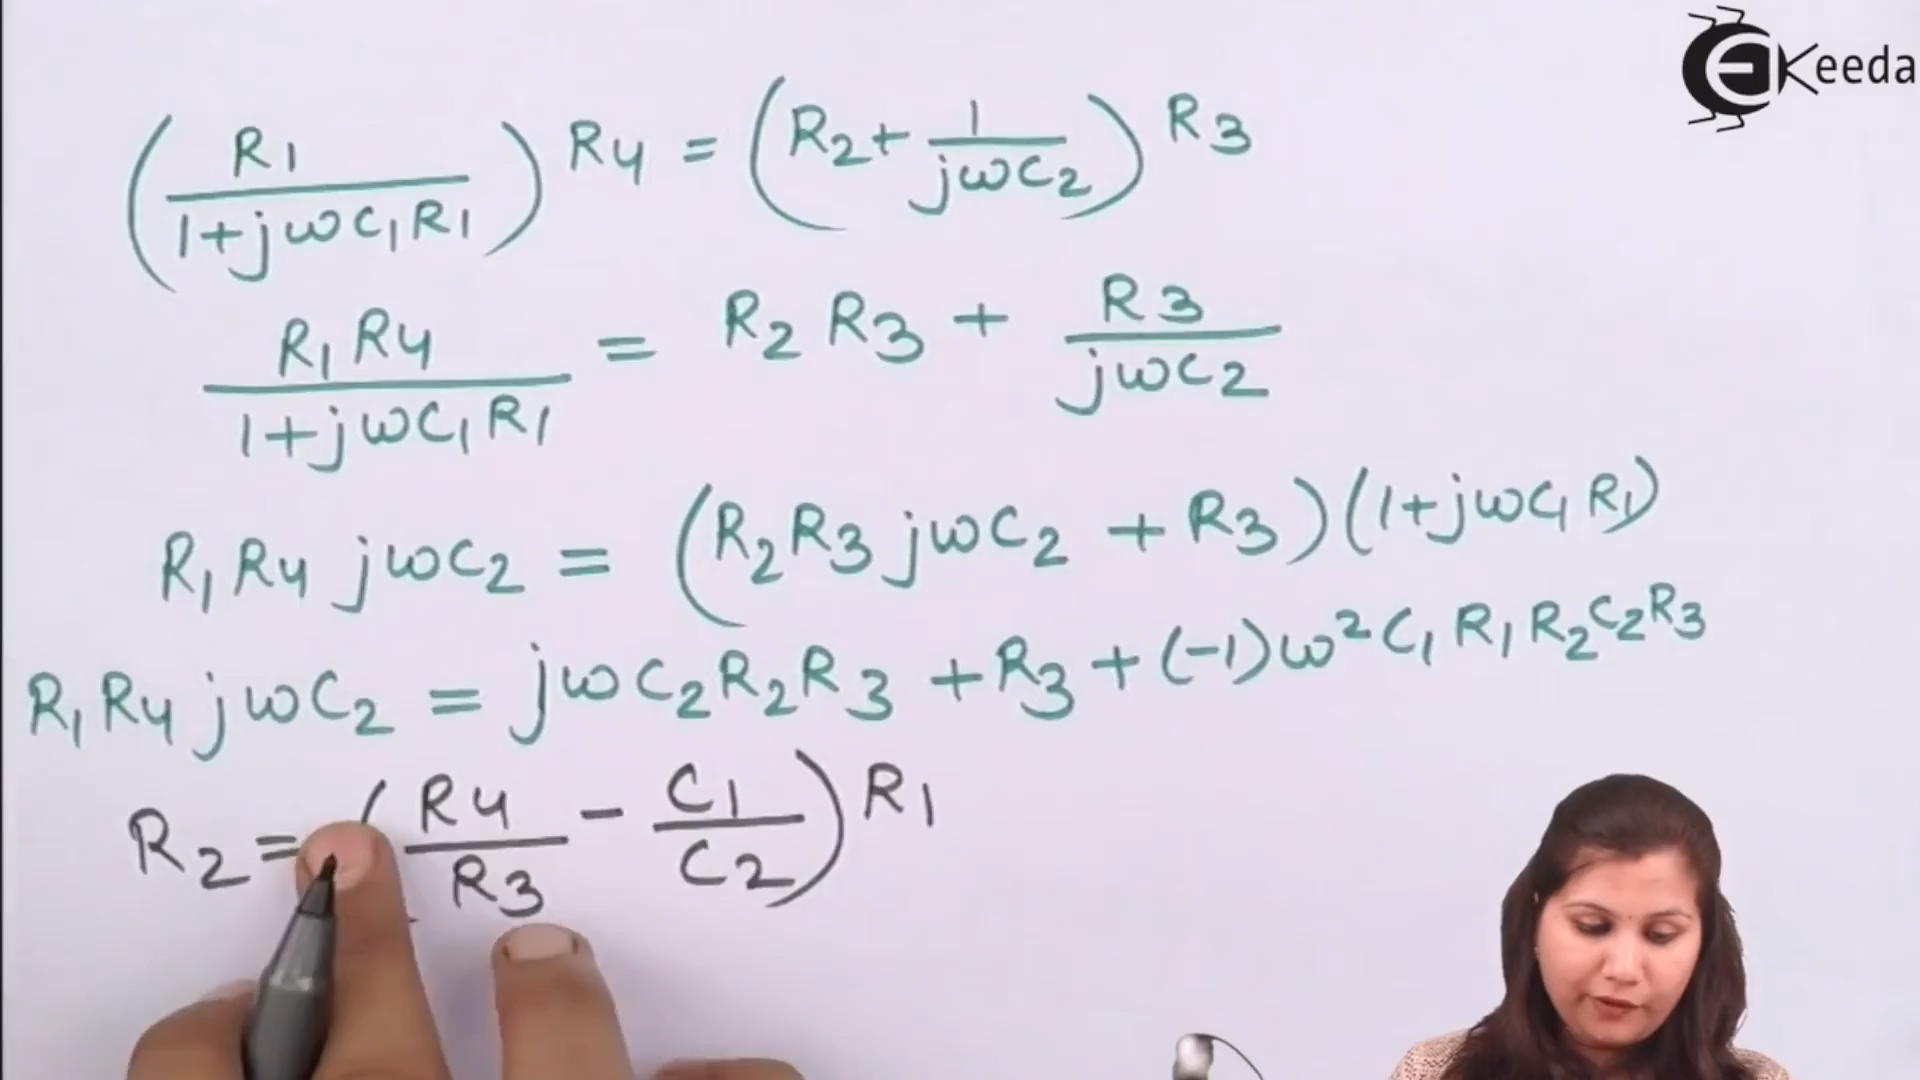 EKeeda
(R1 / (1+jωC1R1)) R4 = (R2 + 1 / (jωC2)) R3
R1R4 / (1+jωC1R1) = R2R3 + R3 / (jωC2)
R1R4 jωC2 = (R2R3 jωC2 + R3)(1+jωC1R1)
R1R4 jωC2 = jωC2R2R3 + R3 + (-1)ω²C1R1R2C2R3
R2 = (R4 / R3 - C1 / C2) R1